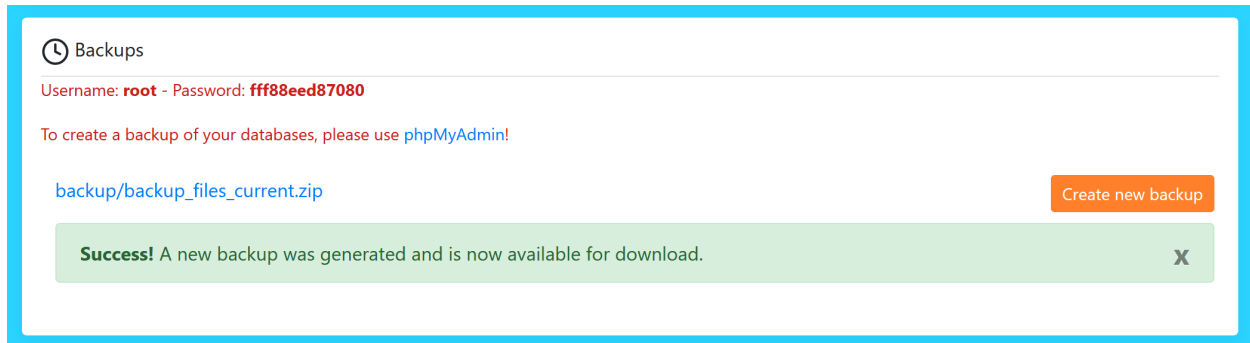 Backups
Username: root - Password: fff88eed87080
To create a backup of your databases, please use phpMyAdmin!
backup/backup_files_current.zip
Create new backup
Success! A new backup was generated and is now available for download.
x